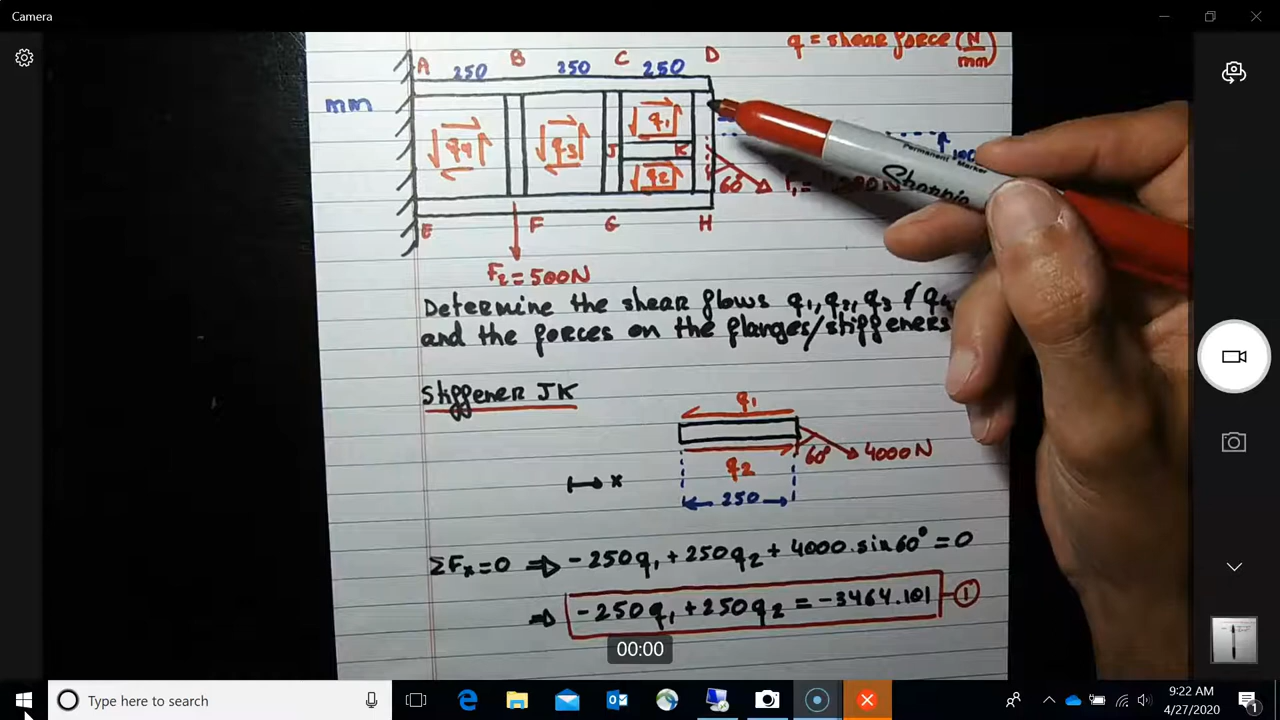 Camera
q = shear force (N/mm)
A B C D
250 250 250
mm
q4 q3 q1
J K
q2
60°
E F G H
F2 = 500N
Determine the shear flows q1, q2, q3 & q4
and the forces on the flanges/stiffeners
Stiffener JK
q1
60° 4000N
q2
x
250
ΣFx=0 ⇒ -250q1 + 250q2 + 4000.sin60° = 0
⇒ -250q1 + 250q2 = -3464.101 1
00:00
Type here to search
9:22 AM
4/27/2020